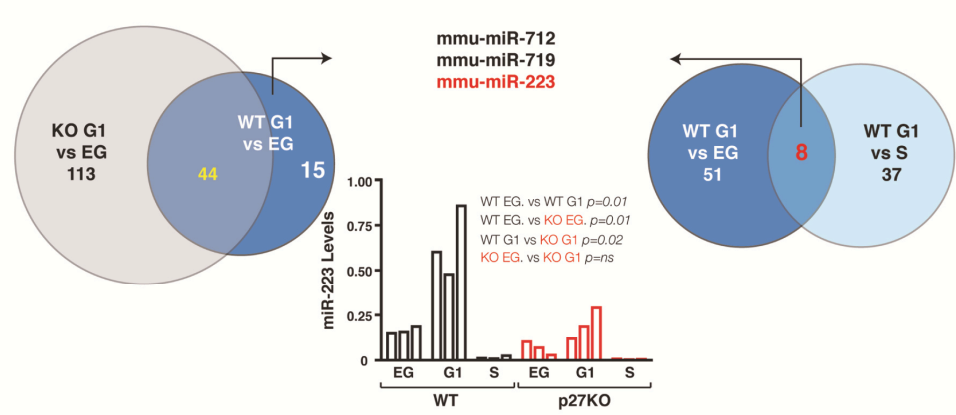 mmu-miR-712
mmu-miR-719
mmu-miR-223
KO G1
vs EG
113
44
WT G1
vs EG
15
WT G1
vs EG
51
8
WT G1
vs S
37
miR-223 Levels
1.00
0.75
0.50
0.25
0
WT EG. vs WT G1 p=0.01
WT EG. vs KO EG. p=0.01
WT G1 vs KO G1 p=0.02
KO EG. vs KO G1 p=ns
EG G1 S EG G1 S
WT p27KO